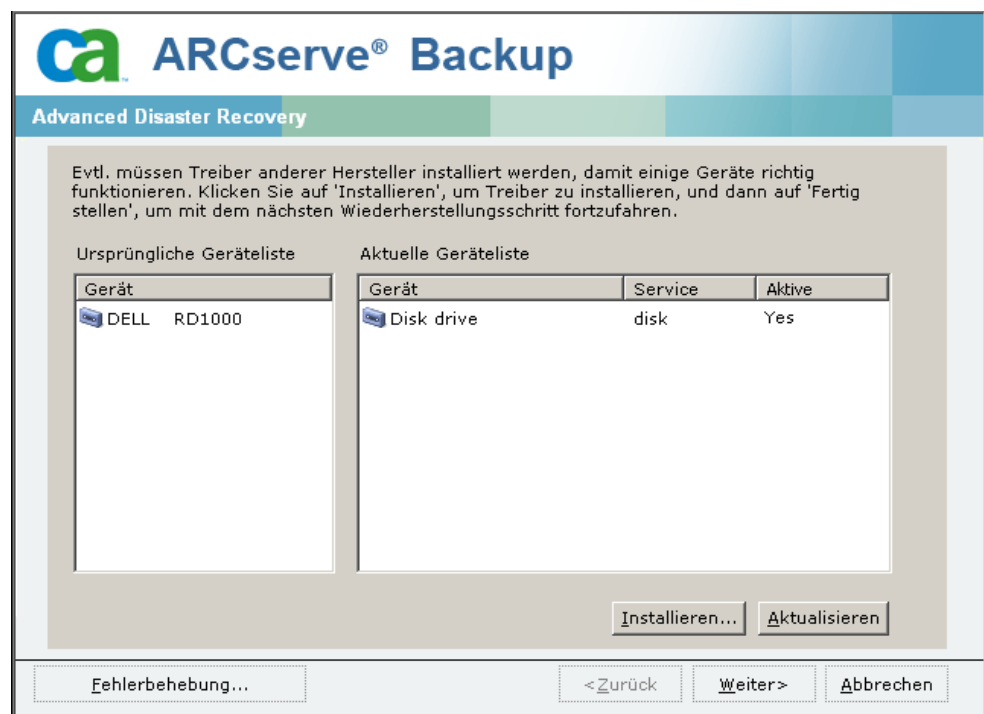 ca ARCserve® Backup
Advanced Disaster Recovery
Evtl. müssen Treiber anderer Hersteller installiert werden, damit einige Geräte richtig
funktionieren. Klicken Sie auf 'Installieren', um Treiber zu installieren, und dann auf 'Fertig
stellen', um mit dem nächsten Wiederherstellungsschritt fortzufahren.
Ursprüngliche Geräteliste Aktuelle Geräteliste
Gerät Gerät Service Aktive
DELL RD1000 Disk drive disk Yes
Installieren... Aktualisieren
Fehlerbehebung... <Zurück Weiter> Abbrechen